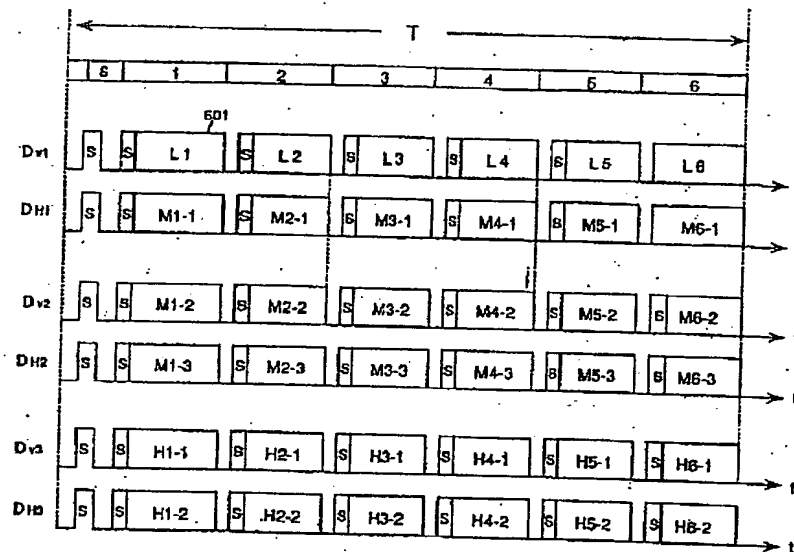 T
S 1 2 3 4 5 6
601
Dv1 S S L1 S L2 S L3 S L4 S L5 L6
DH1 S S M1-1 S M2-1 S M3-1 S M4-1 S M5-1 M6-1
Dv2 S S M1-2 S M2-2 S M3-2 S M4-2 S M5-2 S M6-2
DH2 S S M1-3 S M2-3 S M3-3 S M4-3 S M5-3 S M6-3
Dv3 S S H1-1 S H2-1 S H3-1 S H4-1 S H5-1 S H6-1
t
DH3 S S H1-2 S H2-2 S H3-2 S H4-2 S H5-2 S H6-2
t